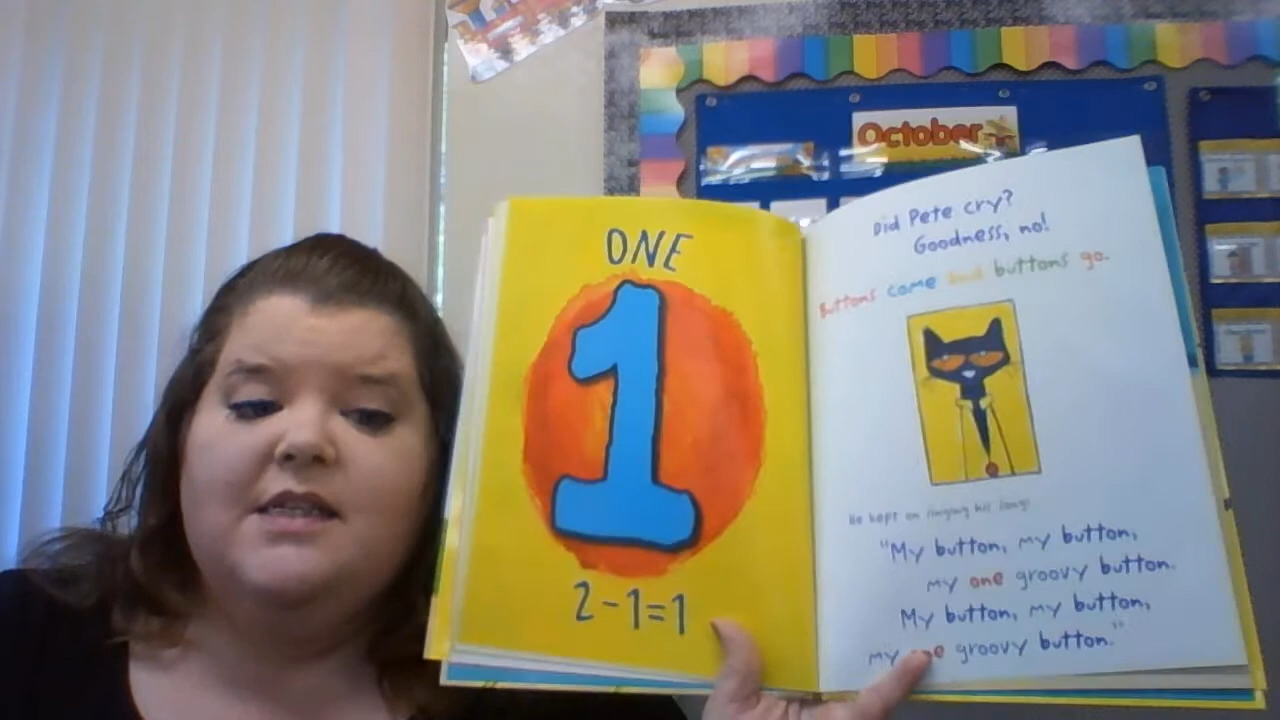 October
ONE
1
2-1=1
Did Pete cry?
Goodness, no!
Buttons come and buttons go.
He kept on singing his song:
"My button, my button,
my one groovy button.
My button, my button,
my one groovy button."